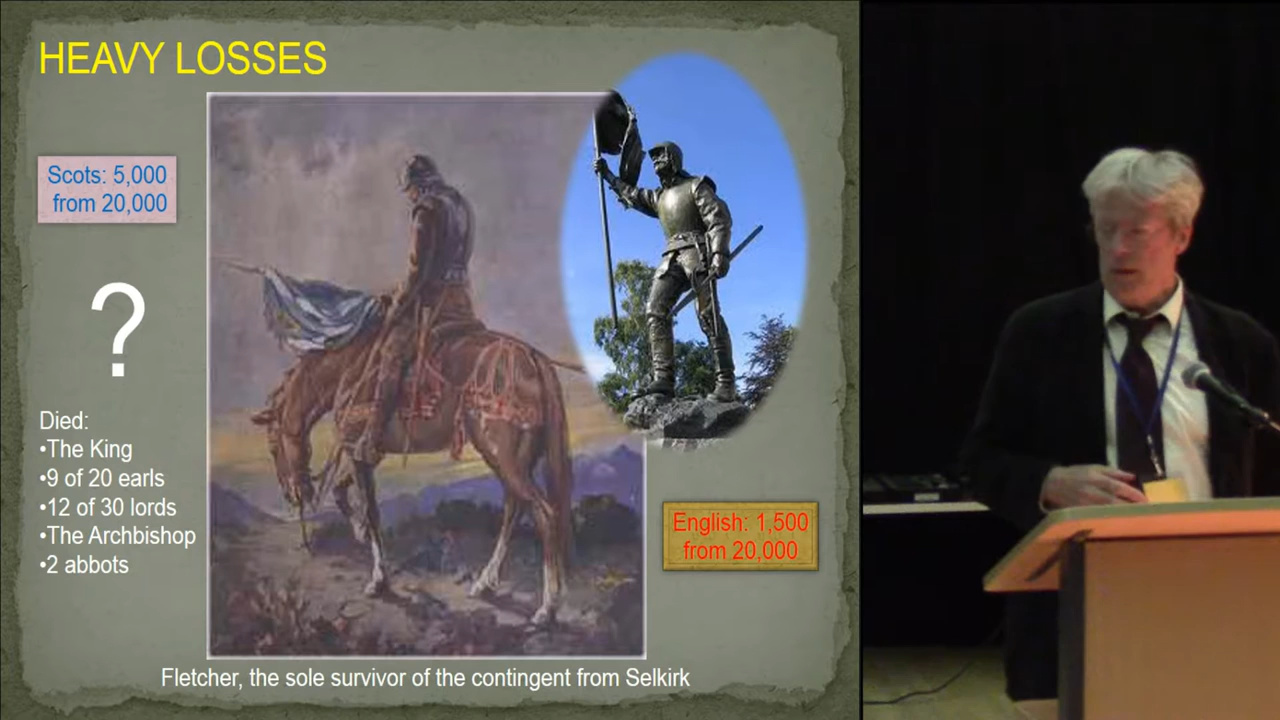 HEAVY LOSSES
Scots: 5,000
from 20,000
?
Died:
•The King
•9 of 20 earls
•12 of 30 lords
•The Archbishop
•2 abbots
English: 1,500
from 20,000
Fletcher, the sole survivor of the contingent from Selkirk